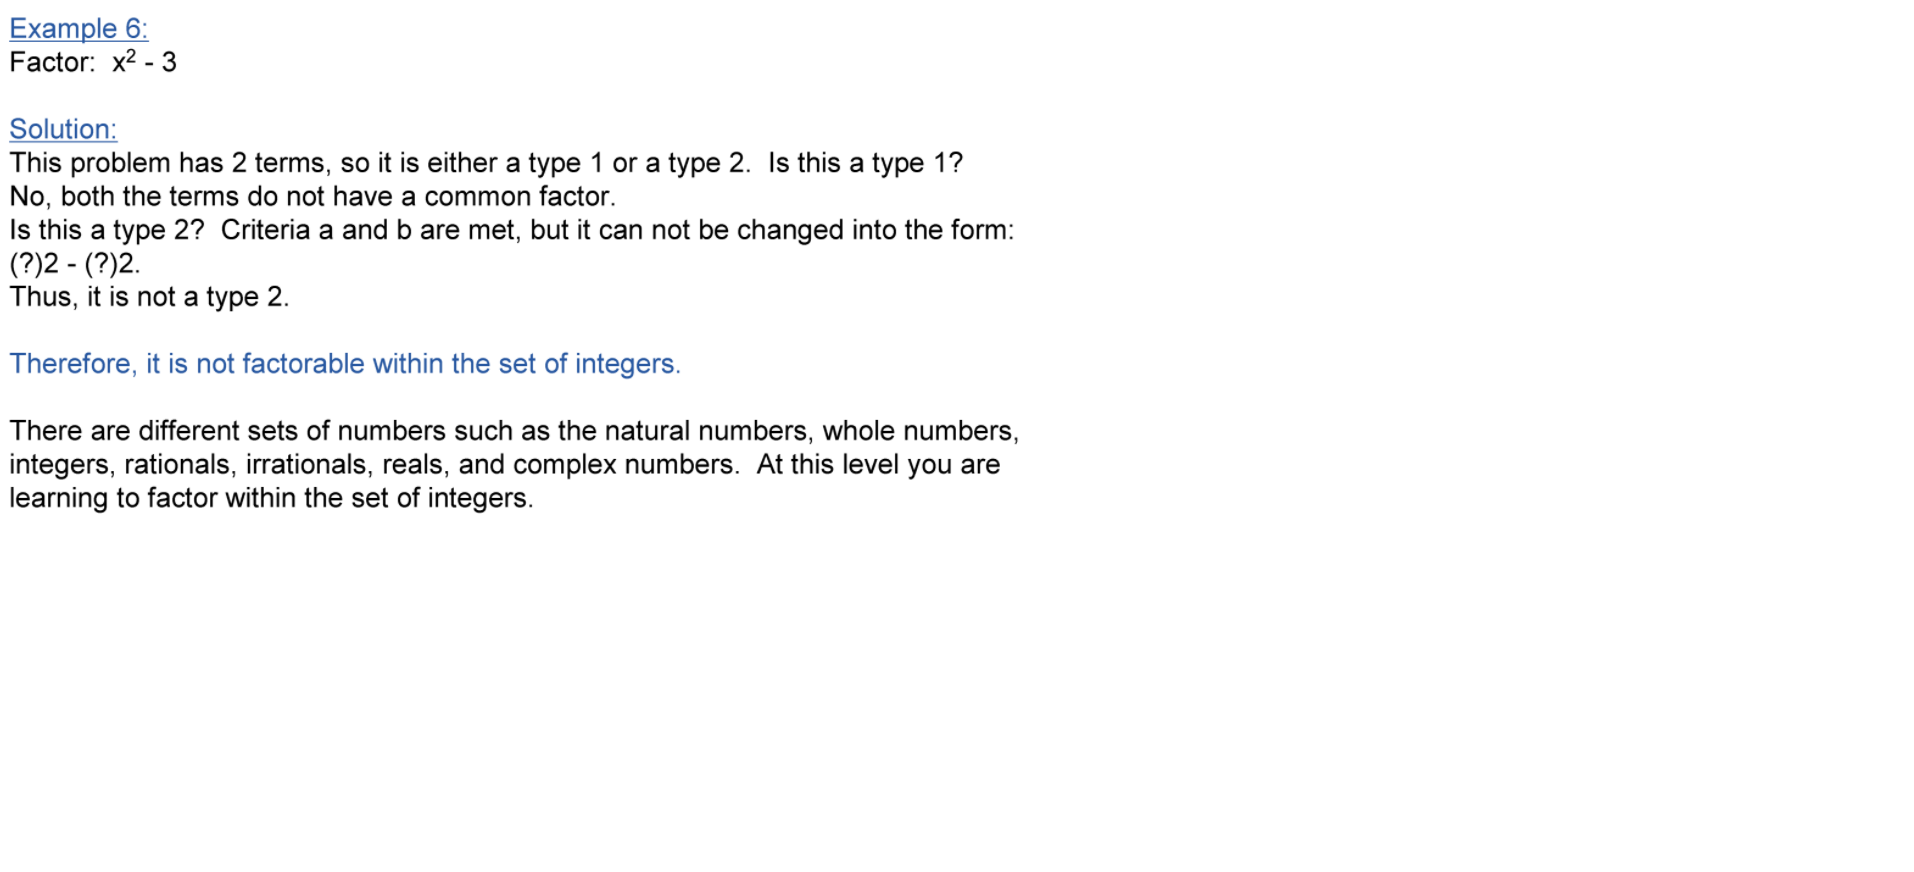 Example 6:
Factor:  x² - 3
Solution:
This problem has 2 terms, so it is either a type 1 or a type 2.  Is this a type 1?
No, both the terms do not have a common factor.
Is this a type 2?  Criteria a and b are met, but it can not be changed into the form:
(?)2 - (?)2.
Thus, it is not a type 2.
Therefore, it is not factorable within the set of integers.
There are different sets of numbers such as the natural numbers, whole numbers,
integers, rationals, irrationals, reals, and complex numbers.  At this level you are
learning to factor within the set of integers.